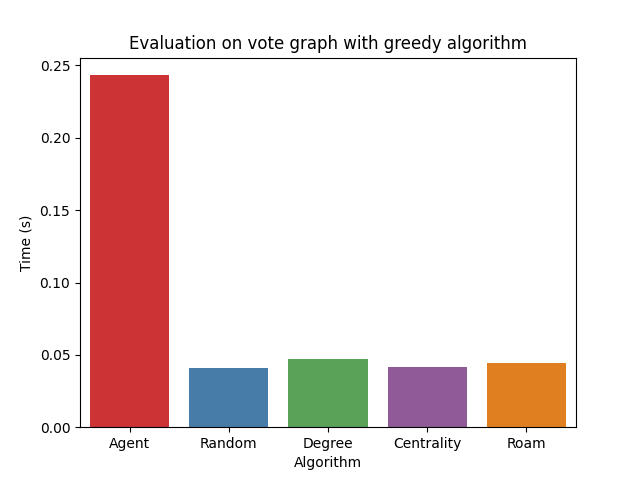 Evaluation on vote graph with greedy algorithm
0.25
0.20
0.15
0.10
0.05
0.00
Time (s)
Agent Random Degree Centrality Roam
Algorithm